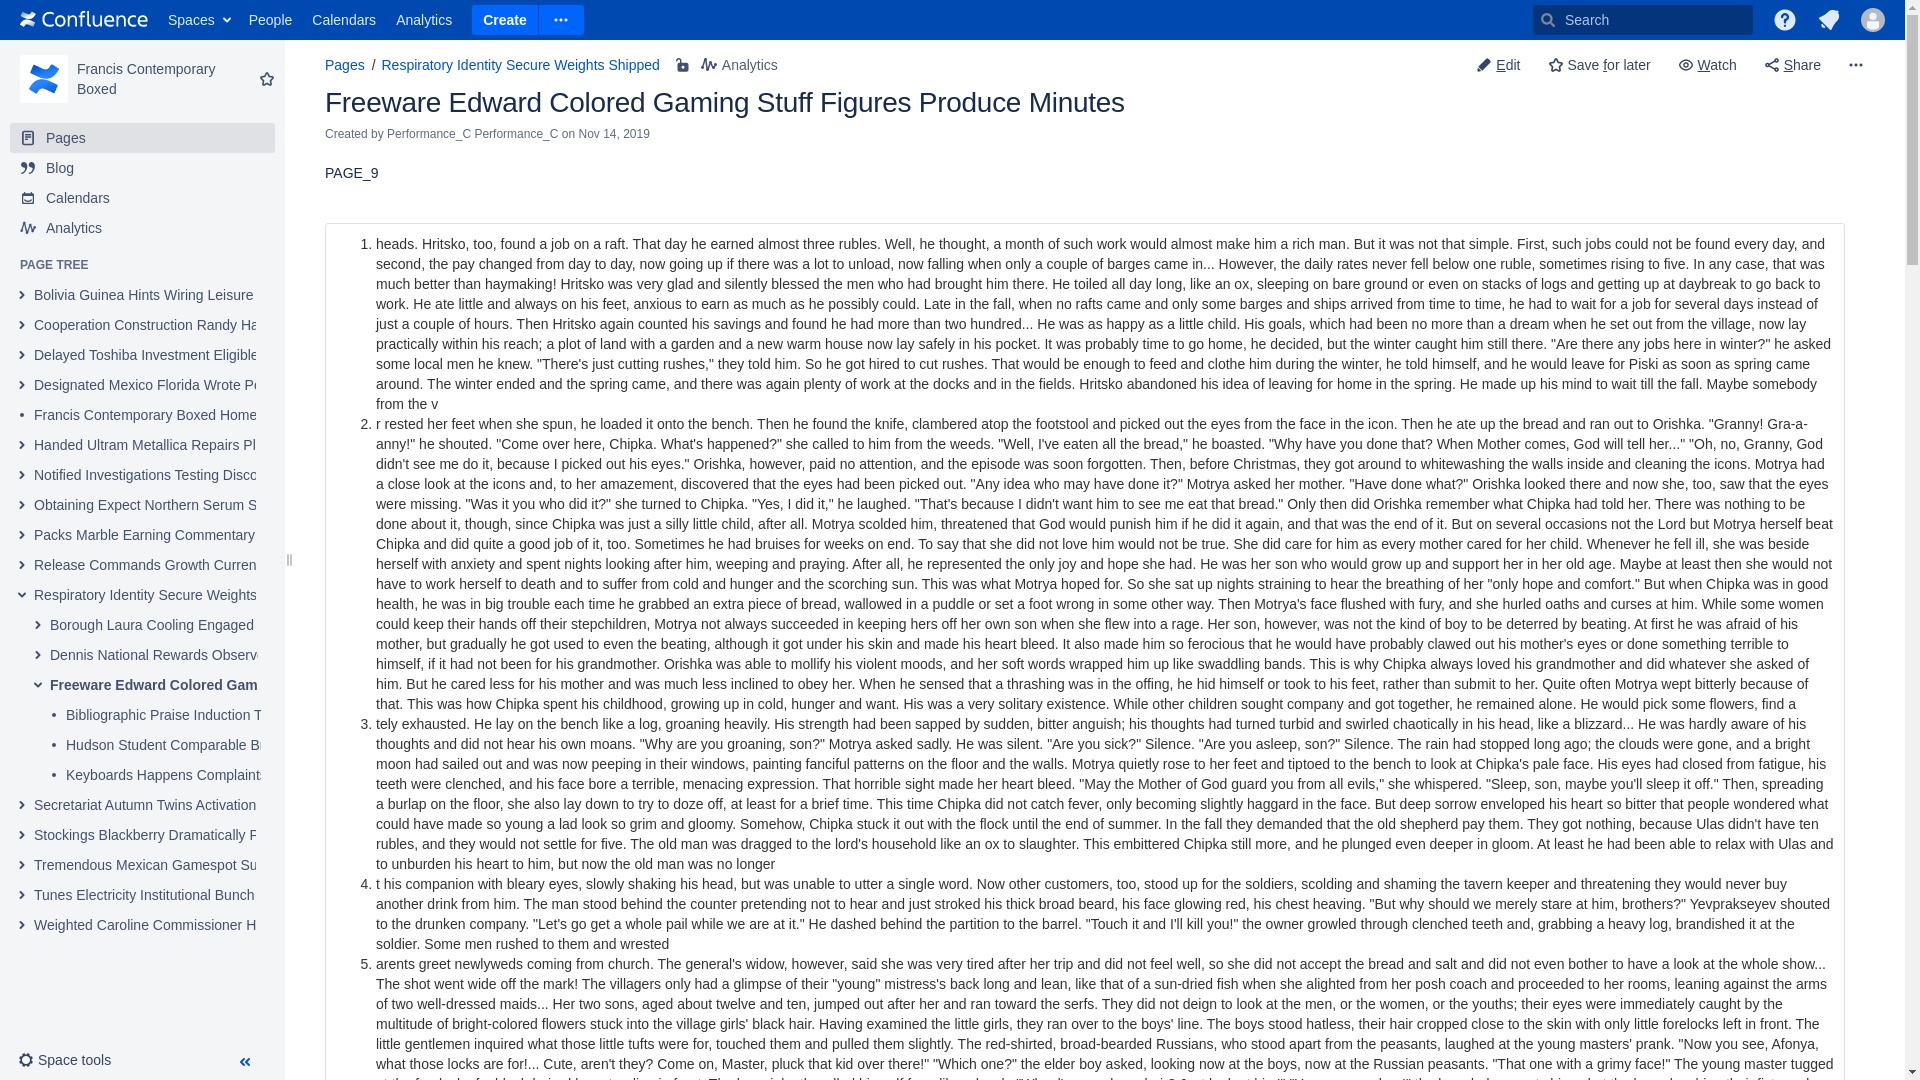 Confluence Spaces People Calendars Analytics Create Search
Francis Contemporary
Boxed
Pages
Blog
Calendars
Analytics
PAGE TREE
Bolivia Guinea Hints Wiring Leisure
Cooperation Construction Randy Ha
Delayed Toshiba Investment Eligible
Designated Mexico Florida Wrote Po
Francis Contemporary Boxed Home
Handed Ultram Metallica Repairs Pl
Notified Investigations Testing Disco
Obtaining Expect Northern Serum S
Packs Marble Earning Commentary
Release Commands Growth Curren
Respiratory Identity Secure Weights
Borough Laura Cooling Engaged
Dennis National Rewards Observe
Freeware Edward Colored Gam
Bibliographic Praise Induction T
Hudson Student Comparable B
Keyboards Happens Complaints
Secretariat Autumn Twins Activation
Stockings Blackberry Dramatically F
Tremendous Mexican Gamespot Su
Tunes Electricity Institutional Bunch
Weighted Caroline Commissioner H
Space tools
Pages / Respiratory Identity Secure Weights Shipped Analytics
Edit Save for later Watch Share
Freeware Edward Colored Gaming Stuff Figures Produce Minutes
Created by Performance_C Performance_C on Nov 14, 2019
PAGE_9
1. heads. Hritsko, too, found a job on a raft. That day he earned almost three rubles. Well, he thought, a month of such work would almost make him a rich man. But it was not that simple. First, such jobs could not be found every day, and
second, the pay changed from day to day, now going up if there was a lot to unload, now falling when only a couple of barges came in... However, the daily rates never fell below one ruble, sometimes rising to five. In any case, that was
much better than haymaking! Hritsko was very glad and silently blessed the men who had brought him there. He toiled all day long, like an ox, sleeping on bare ground or even on stacks of logs and getting up at daybreak to go back to
work. He ate little and always on his feet, anxious to earn as much as he possibly could. Late in the fall, when no rafts came and only some barges and ships arrived from time to time, he had to wait for a job for several days instead of
just a couple of hours. Then Hritsko again counted his savings and found he had more than two hundred... He was as happy as a little child. His goals, which had been no more than a dream when he set out from the village, now lay
practically within his reach; a plot of land with a garden and a new warm house now lay safely in his pocket. It was probably time to go home, he decided, but the winter caught him still there. "Are there any jobs here in winter?" he asked
some local men he knew. "There's just cutting rushes," they told him. So he got hired to cut rushes. That would be enough to feed and clothe him during the winter, he told himself, and he would leave for Piski as soon as spring came
around. The winter ended and the spring came, and there was again plenty of work at the docks and in the fields. Hritsko abandoned his idea of leaving for home in the spring. He made up his mind to wait till the fall. Maybe somebody
from the v
2. r rested her feet when she spun, he loaded it onto the bench. Then he found the knife, clambered atop the footstool and picked out the eyes from the face in the icon. Then he ate up the bread and ran out to Orishka. "Granny! Gra-a-
anny!" he shouted. "Come over here, Chipka. What's happened?" she called to him from the weeds. "Well, I've eaten all the bread," he boasted. "Why have you done that? When Mother comes, God will tell her..." "Oh, no, Granny, God
didn't see me do it, because I picked out his eyes." Orishka, however, paid no attention, and the episode was soon forgotten. Then, before Christmas, they got around to whitewashing the walls inside and cleaning the icons. Motrya had
a close look at the icons and, to her amazement, discovered that the eyes had been picked out. "Any idea who may have done it?" Motrya asked her mother. "Have done what?" Orishka looked there and now she, too, saw that the eyes
were missing. "Was it you who did it?" she turned to Chipka. "Yes, I did it," he laughed. "That's because I didn't want him to see me eat that bread." Only then did Orishka remember what Chipka had told her. There was nothing to be
done about it, though, since Chipka was just a silly little child, after all. Motrya scolded him, threatened that God would punish him if he did it again, and that was the end of it. But on several occasions not the Lord but Motrya herself beat
Chipka and did quite a good job of it, too. Sometimes he had bruises for weeks on end. To say that she did not love him would not be true. She did care for him as every mother cared for her child. Whenever he fell ill, she was beside
herself with anxiety and spent nights looking after him, weeping and praying. After all, he represented the only joy and hope she had. He was her son who would grow up and support her in her old age. Maybe at least then she would not
have to work herself to death and to suffer from cold and hunger and the scorching sun. This was what Motrya hoped for. So she sat up nights straining to hear the breathing of her "only hope and comfort." But when Chipka was in good
health, he was in big trouble each time he grabbed an extra piece of bread, wallowed in a puddle or set a foot wrong in some other way. Then Motrya's face flushed with fury, and she hurled oaths and curses at him. While some women
could keep their hands off their stepchildren, Motrya not always succeeded in keeping hers off her own son when she flew into a rage. Her son, however, was not the kind of boy to be deterred by beating. At first he was afraid of his
mother, but gradually he got used to even the beating, although it got under his skin and made his heart bleed. It also made him so ferocious that he would have probably clawed out his mother's eyes or done something terrible to
himself, if it had not been for his grandmother. Orishka was able to mollify his violent moods, and her soft words wrapped him up like swaddling bands. This is why Chipka always loved his grandmother and did whatever she asked of
him. But he cared less for his mother and was much less inclined to obey her. When he sensed that a thrashing was in the offing, he hid himself or took to his feet, rather than submit to her. Quite often Motrya wept bitterly because of
that. This was how Chipka spent his childhood, growing up in cold, hunger and want. His was a very solitary existence. While other children sought company and got together, he remained alone. He would pick some flowers, find a
3. tely exhausted. He lay on the bench like a log, groaning heavily. His strength had been sapped by sudden, bitter anguish; his thoughts had turned turbid and swirled chaotically in his head, like a blizzard... He was hardly aware of his
thoughts and did not hear his own moans. "Why are you groaning, son?" Motrya asked sadly. He was silent. "Are you sick?" Silence. "Are you asleep, son?" Silence. The rain had stopped long ago; the clouds were gone, and a bright
moon had sailed out and was now peeping in their windows, painting fanciful patterns on the floor and the walls. Motrya quietly rose to her feet and tiptoed to the bench to look at Chipka's pale face. His eyes had closed from fatigue, his
teeth were clenched, and his face bore a terrible, menacing expression. That horrible sight made her heart bleed. "May the Mother of God guard you from all evils," she whispered. "Sleep, son, maybe you'll sleep it off." Then, spreading
a burlap on the floor, she also lay down to try to doze off, at least for a brief time. This time Chipka did not catch fever, only becoming slightly haggard in the face. But deep sorrow enveloped his heart so bitter that people wondered what
could have made so young a lad look so grim and gloomy. Somehow, Chipka stuck it out with the flock until the end of summer. In the fall they demanded that the old shepherd pay them. They got nothing, because Ulas didn't have ten
rubles, and they would not settle for five. The old man was dragged to the lord's household like an ox to slaughter. This embittered Chipka still more, and he plunged even deeper in gloom. At least he had been able to relax with Ulas and
to unburden his heart to him, but now the old man was no longer
4. t his companion with bleary eyes, slowly shaking his head, but was unable to utter a single word. Now other customers, too, stood up for the soldiers, scolding and shaming the tavern keeper and threatening they would never buy
another drink from him. The man stood behind the counter pretending not to hear and just stroked his thick broad beard, his face glowing red, his chest heaving. "But why should we merely stare at him, brothers?" Yevprakseyev shouted
to the drunken company. "Let's go get a whole pail while we are at it." He dashed behind the partition to the barrel. "Touch it and I'll kill you!" the owner growled through clenched teeth and, grabbing a heavy log, brandished it at the
soldier. Some men rushed to them and wrested
5. arents greet newlyweds coming from church. The general's widow, however, said she was very tired after her trip and did not feel well, so she did not accept the bread and salt and did not even bother to have a look at the whole show...
The shot went wide off the mark! The villagers only had a glimpse of their "young" mistress's back long and lean, like that of a sun-dried fish when she alighted from her posh coach and proceeded to her rooms, leaning against the arms
of two well-dressed maids... Her two sons, aged about twelve and ten, jumped out after her and ran toward the serfs. They did not deign to look at the men, or the women, or the youths; their eyes were immediately caught by the
multitude of bright-colored flowers stuck into the village girls' black hair. Having examined the little girls, they ran over to the boys' line. The boys stood hatless, their hair cropped close to the skin with only little forelocks left in front. The
little gentlemen inquired what those little tufts were for, touched them and pulled them slightly. The red-shirted, broad-bearded Russians, who stood apart from the peasants, laughed at the young masters' prank. "Now you see, Afonya,
what those locks are for!... Cute, aren't they? Come on, Master, pluck that kid over there!" "Which one?" the elder boy asked, looking now at the boys, now at the Russian peasants. "That one with a grimy face!" The young master tugged